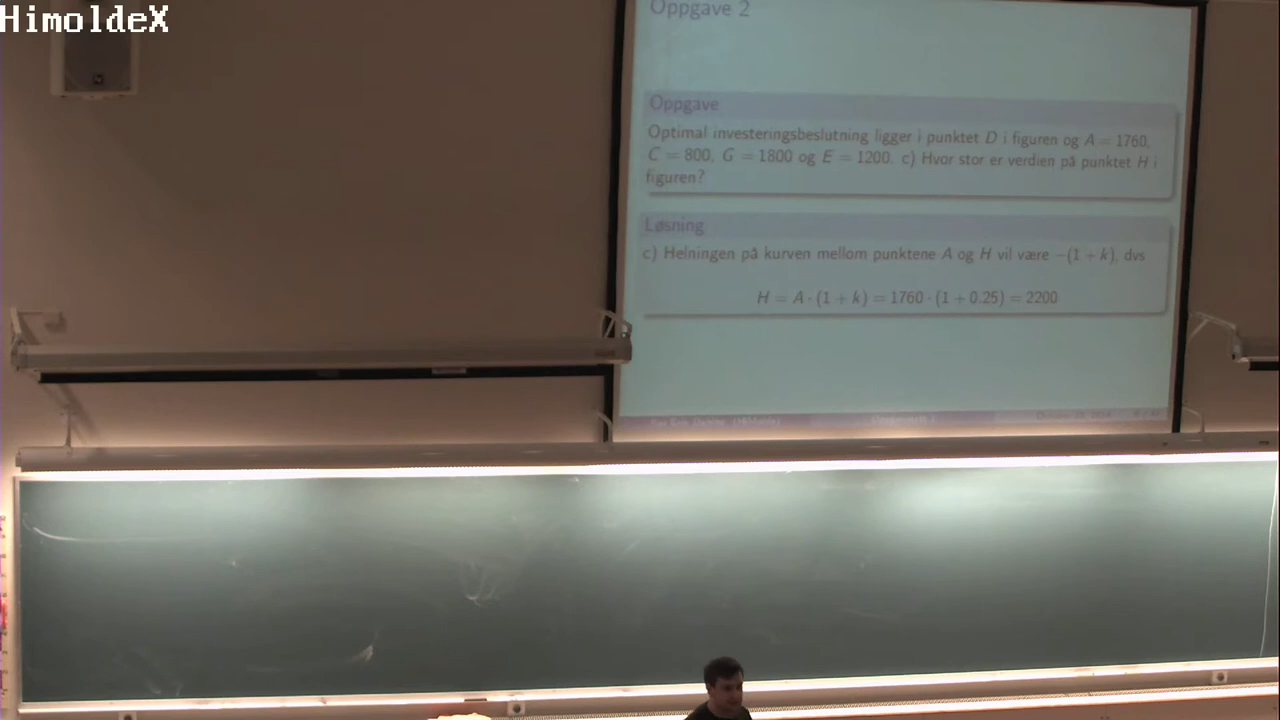 HimoldeX
Oppgave 2
Oppgave
Optimal investeringsbeslutning ligger i punktet D i figuren og A = 1760,
C = 800, G = 1800 og E = 1200. c) Hvor stor er verdien på punktet H i
figuren?
Løsning
c) Helningen på kurven mellom punktene A og H vil være −(1 + k), dvs
H = A · (1 + k) = 1760 · (1 + 0.25) = 2200